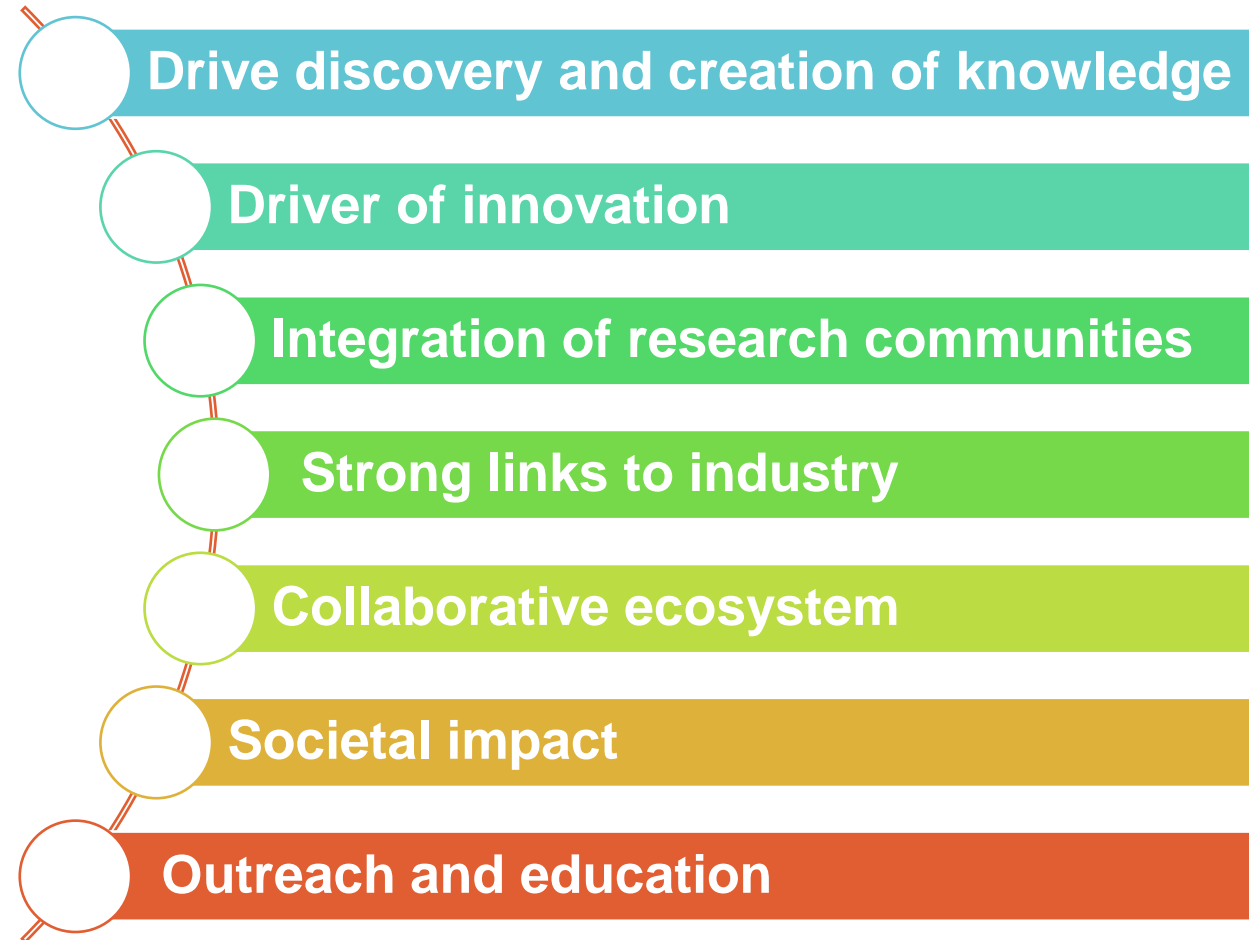 Drive discovery and creation of knowledge
Driver of innovation
Integration of research communities
Strong links to industry
Collaborative ecosystem
Societal impact
Outreach and education